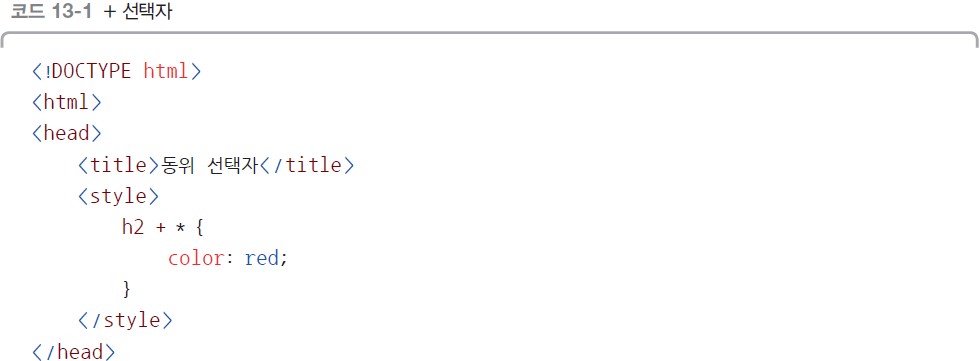 코드 13-1 + 선택자
<!DOCTYPE html>
<html>
<head>
    <title>동위 선택자</title>
    <style>
        h2 + * {
            color: red;
        }
    </style>
</head>